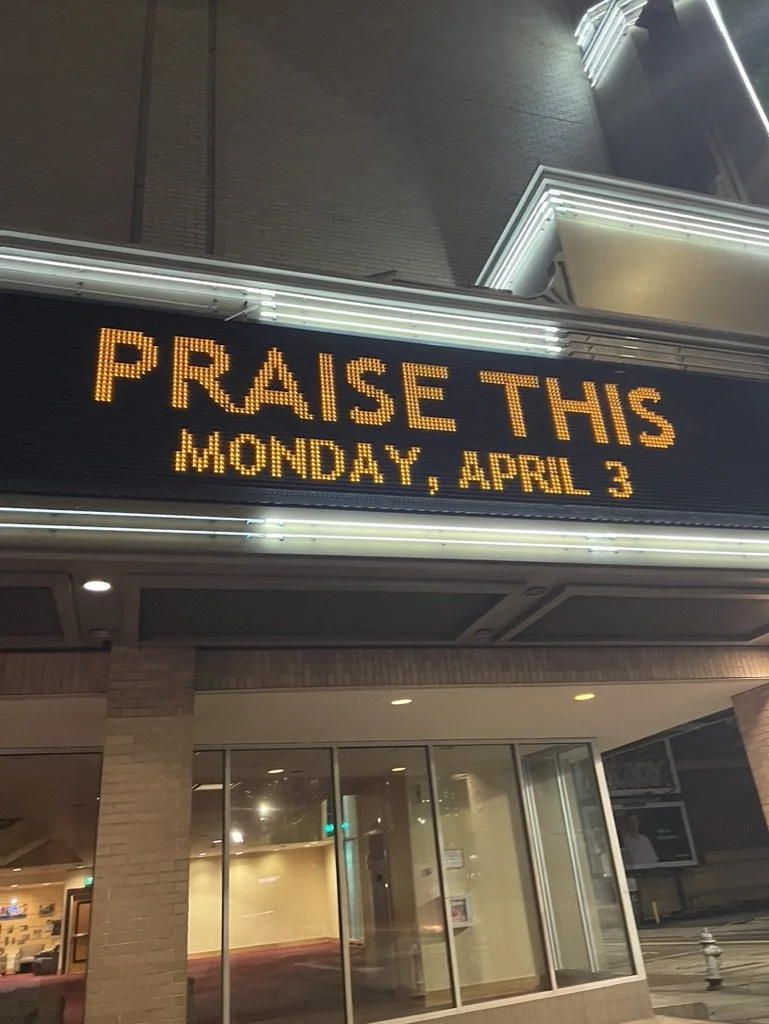 PRAISE THIS
MONDAY, APRIL 3